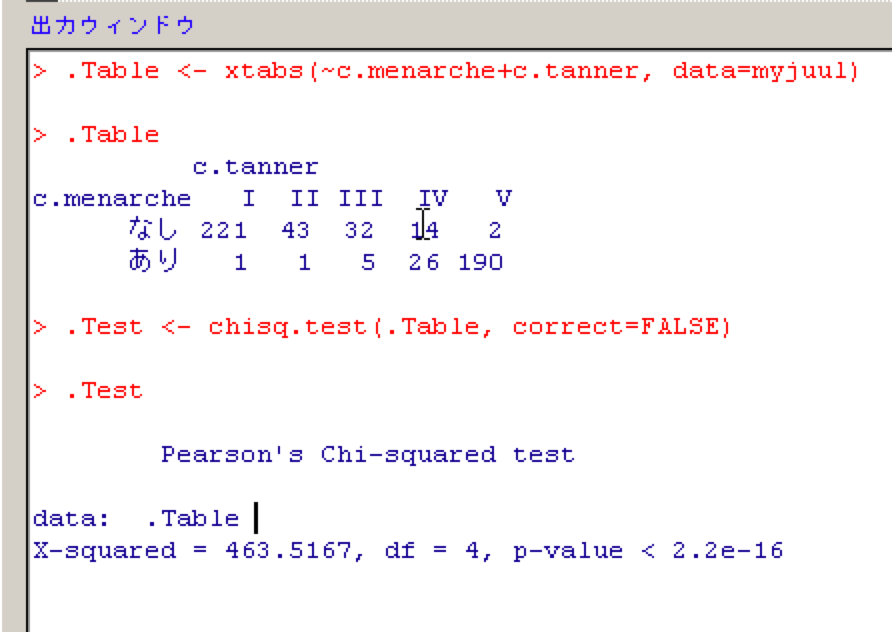 出力ウィンドウ
> .Table <- xtabs(~c.menarche+c.tanner, data=myjuul)
> .Table
c.tanner
c.menarche I II III IV V
なし 221 43 32 14 2
あり 1 1 5 26 190
> .Test <- chisq.test(.Table, correct=FALSE)
> .Test
Pearson's Chi-squared test
data: .Table
X-squared = 463.5167, df = 4, p-value < 2.2e-16